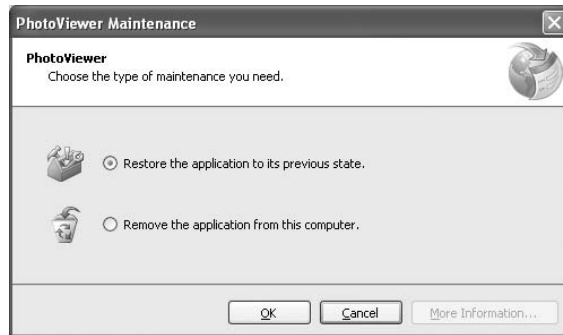 PhotoViewer Maintenance
PhotoViewer
Choose the type of maintenance you need.
Restore the application to its previous state.
Remove the application from this computer.
OK Cancel More Information...